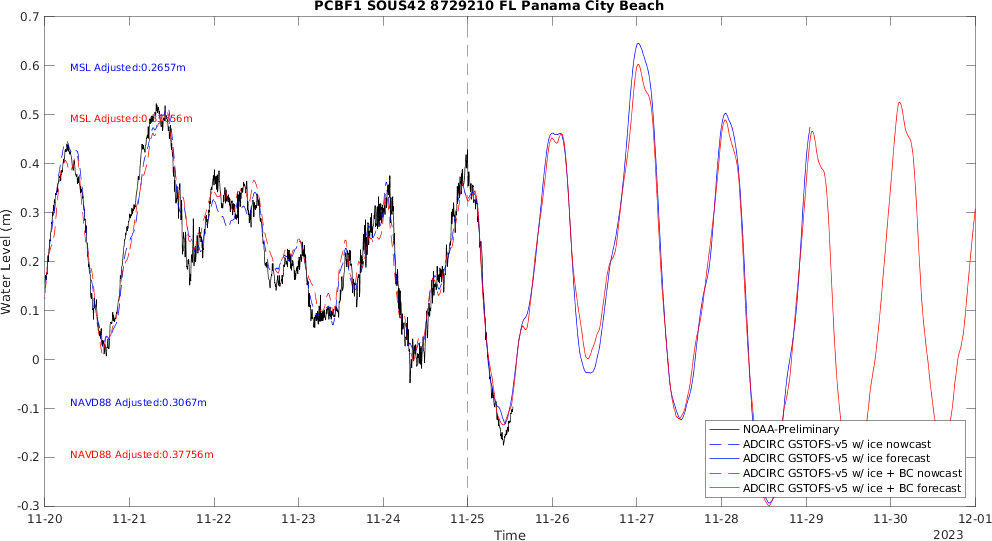 PCBF1 SOUS42 8729210 FL Panama City Beach
0.7
0.6
0.5
0.4
0.3
0.2
0.1
0
-0.1
-0.2
-0.3
Water Level (m)
MSL Adjusted:0.2657m
MSL Adjusted:
NAVD88 Adjusted:0.3067m
NAVD88 Adjusted:0.37756m
NOAA-Preliminary
ADCIRC GSTOFS-v5 w/ ice nowcast
ADCIRC GSTOFS-v5 w/ ice forecast
ADCIRC GSTOFS-v5 w/ ice + BC nowcast
ADCIRC GSTOFS-v5 w/ ice + BC forecast
11-20
11-21
11-22
11-23
11-24
11-25
11-26
11-27
11-28
11-29
11-30
12-01
Time
2023